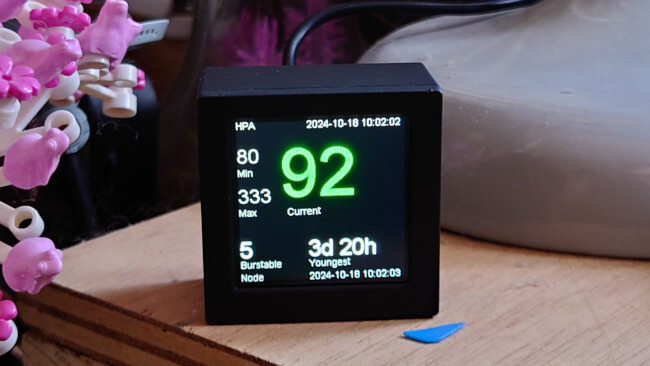 HPA 2024-10-18 10:02:02
80
Min
92
333
Max
Current
5 3d 20h
Burstable Youngest
Node 2024-10-18 10:02:03